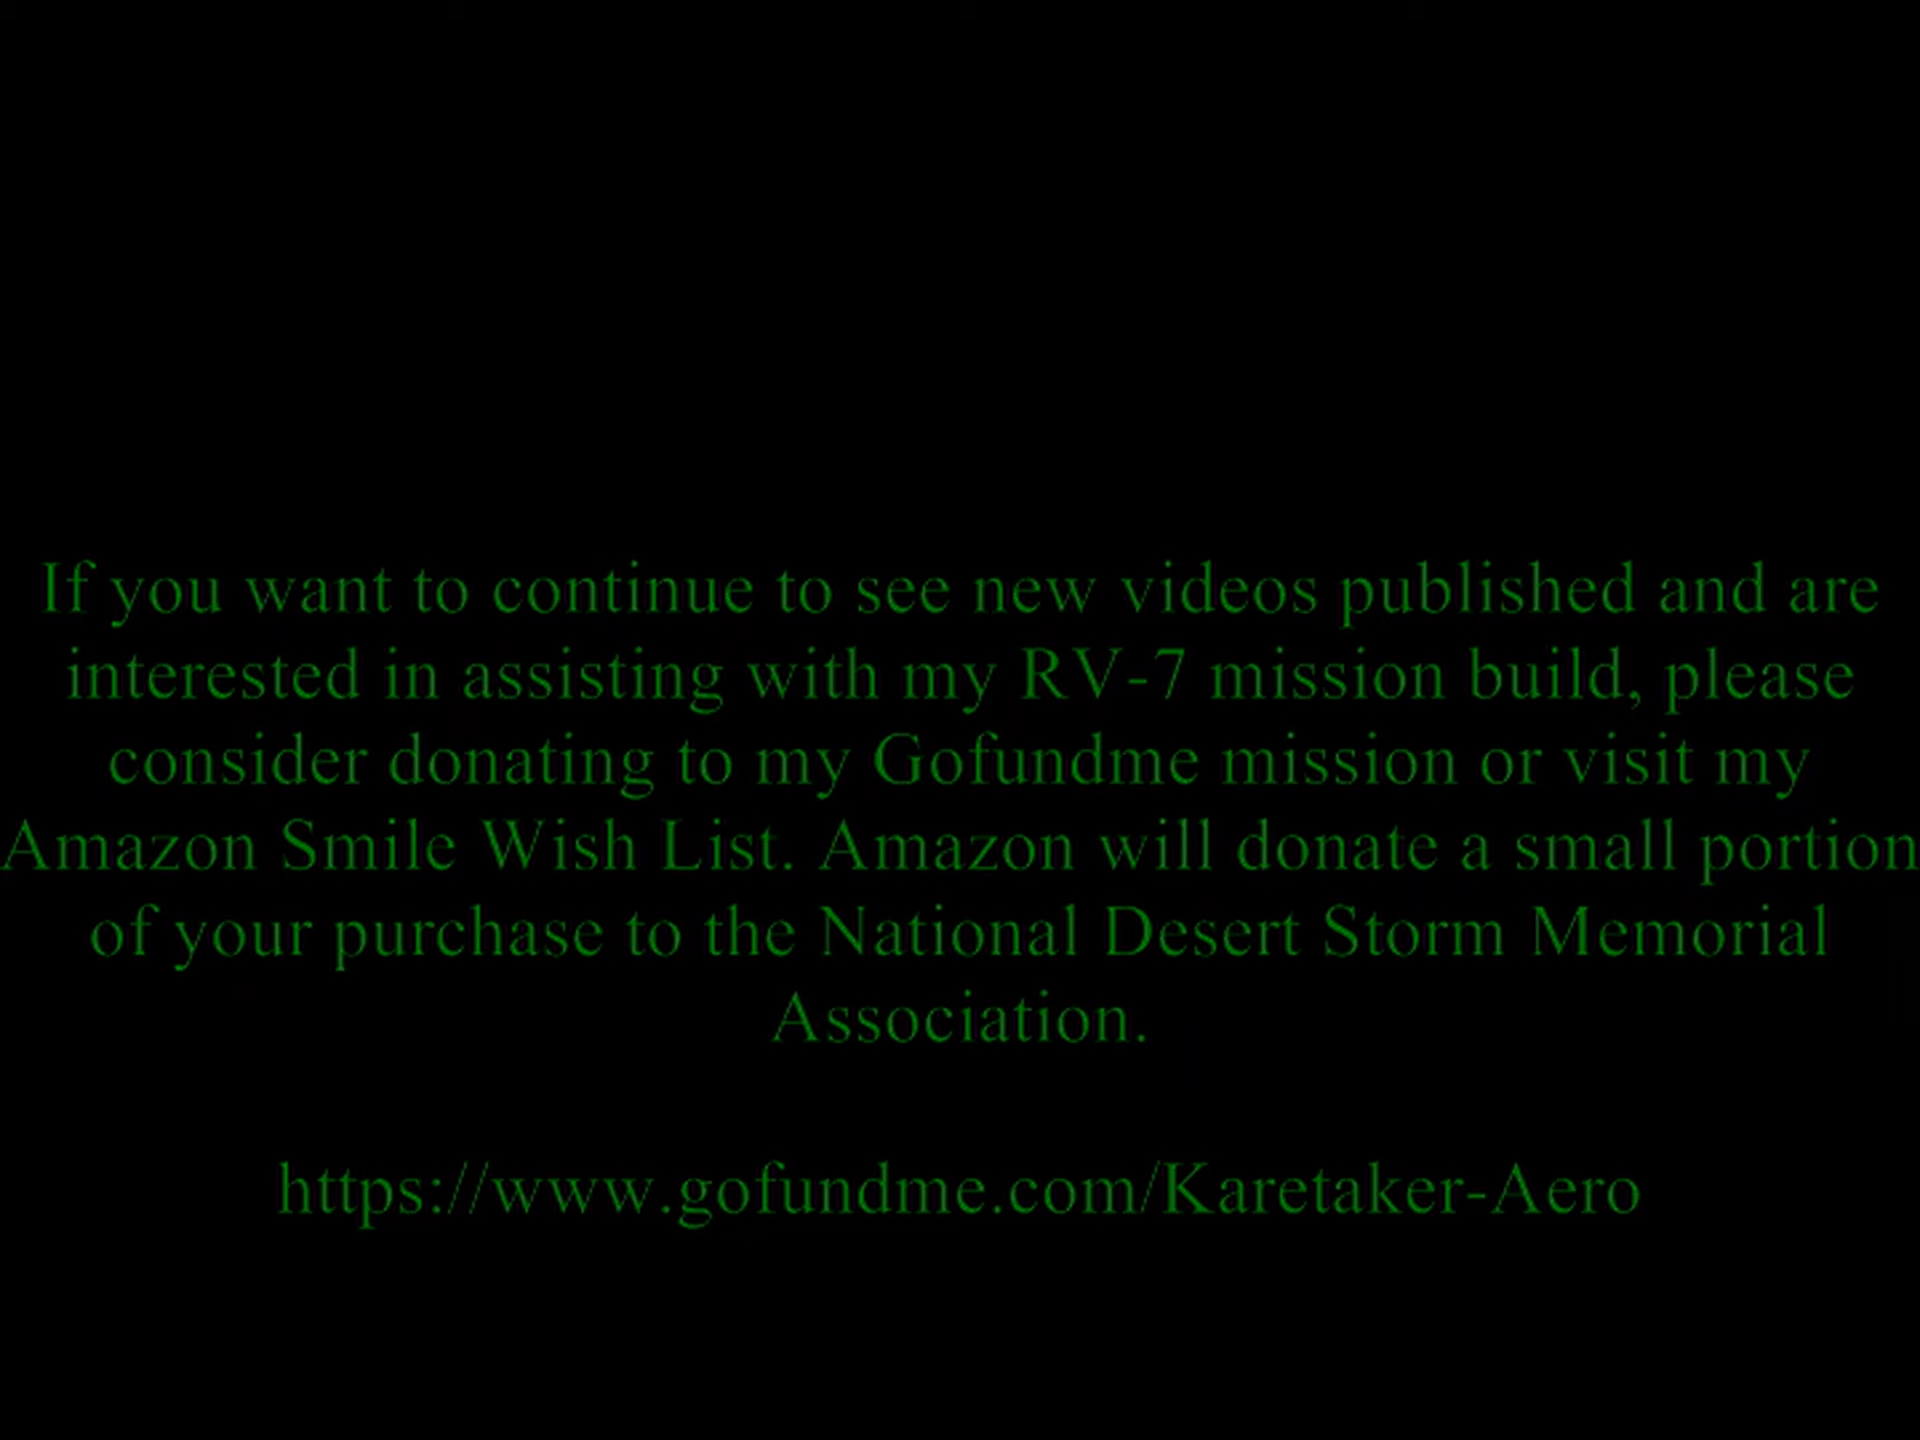 If you want to continue to see new videos published and are
interested in assisting with my RV-7 mission build, please
consider donating to my Gofundme mission or visit my
Amazon Smile Wish List. Amazon will donate a small portion
of your purchase to the National Desert Storm Memorial
Association.
https://www.gofundme.com/Karetaker-Aero